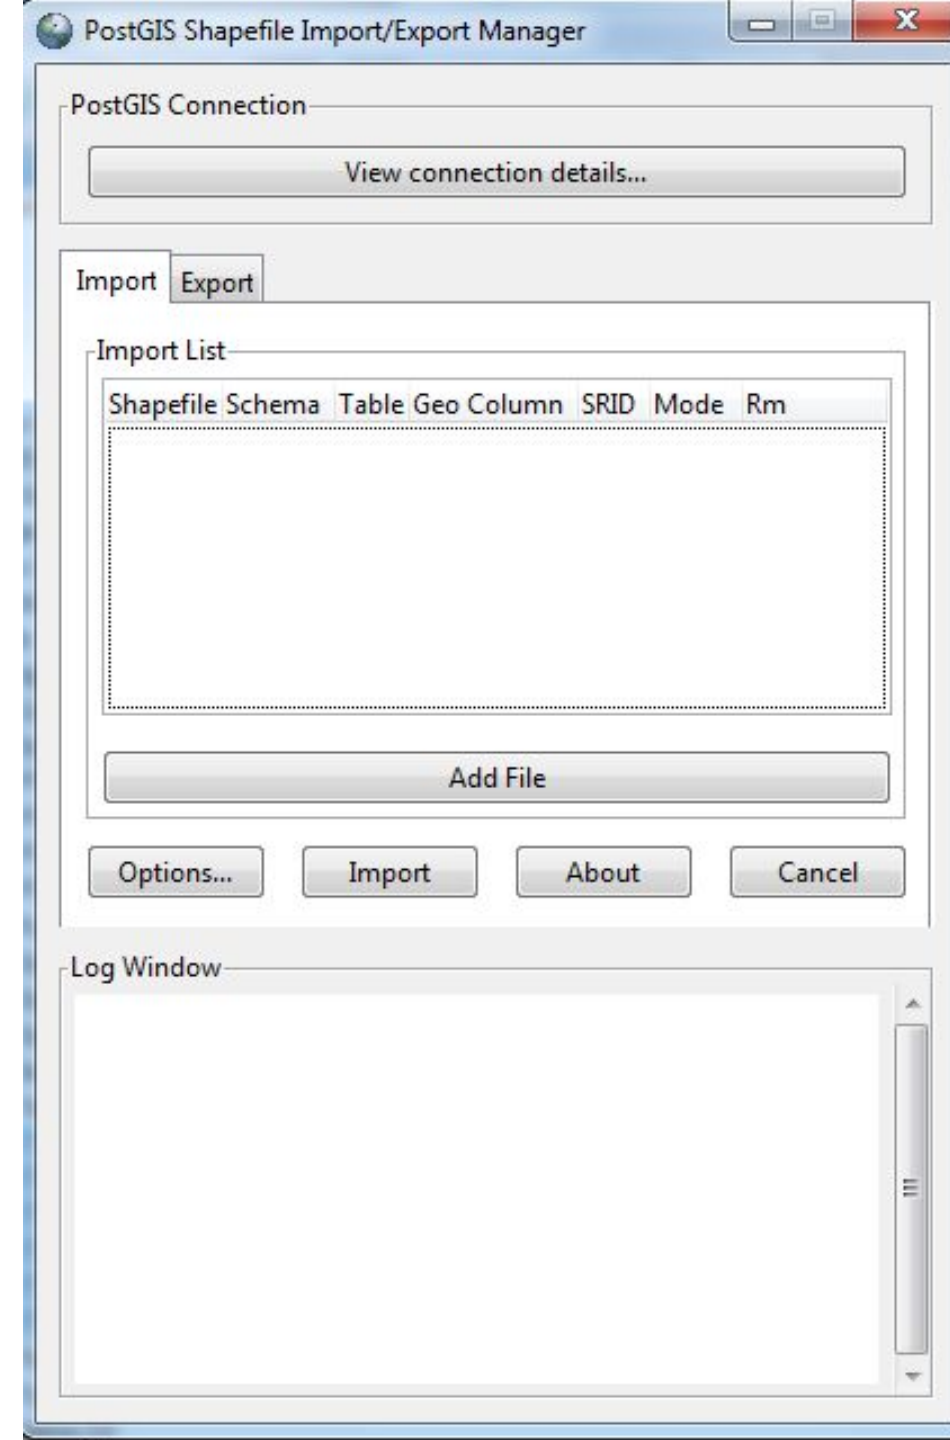 PostGIS Shapefile Import/Export Manager
PostGIS Connection
View connection details...
Import Export
Import List
Shapefile Schema Table Geo Column SRID Mode Rm
Add File
Options... Import About Cancel
Log Window